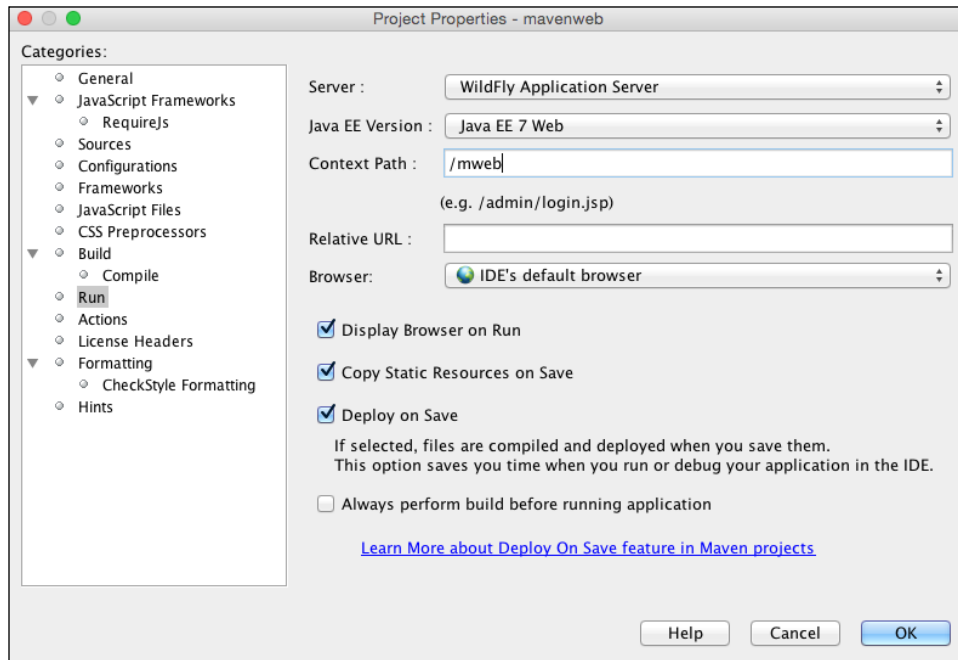 Project Properties - mavenweb
Categories:
General
JavaScript Frameworks
RequireJs
Sources
Configurations
Frameworks
JavaScript Files
CSS Preprocessors
Build
Compile
Run
Actions
License Headers
Formatting
CheckStyle Formatting
Hints
Server :
WildFly Application Server
Java EE Version :
Java EE 7 Web
Context Path :
/mweb
(e.g. /admin/login.jsp)
Relative URL :
Browser:
IDE's default browser
Display Browser on Run
Copy Static Resources on Save
Deploy on Save
If selected, files are compiled and deployed when you save them.
This option saves you time when you run or debug your application in the IDE.
Always perform build before running application
Learn More about Deploy On Save feature in Maven projects
Help
Cancel
OK